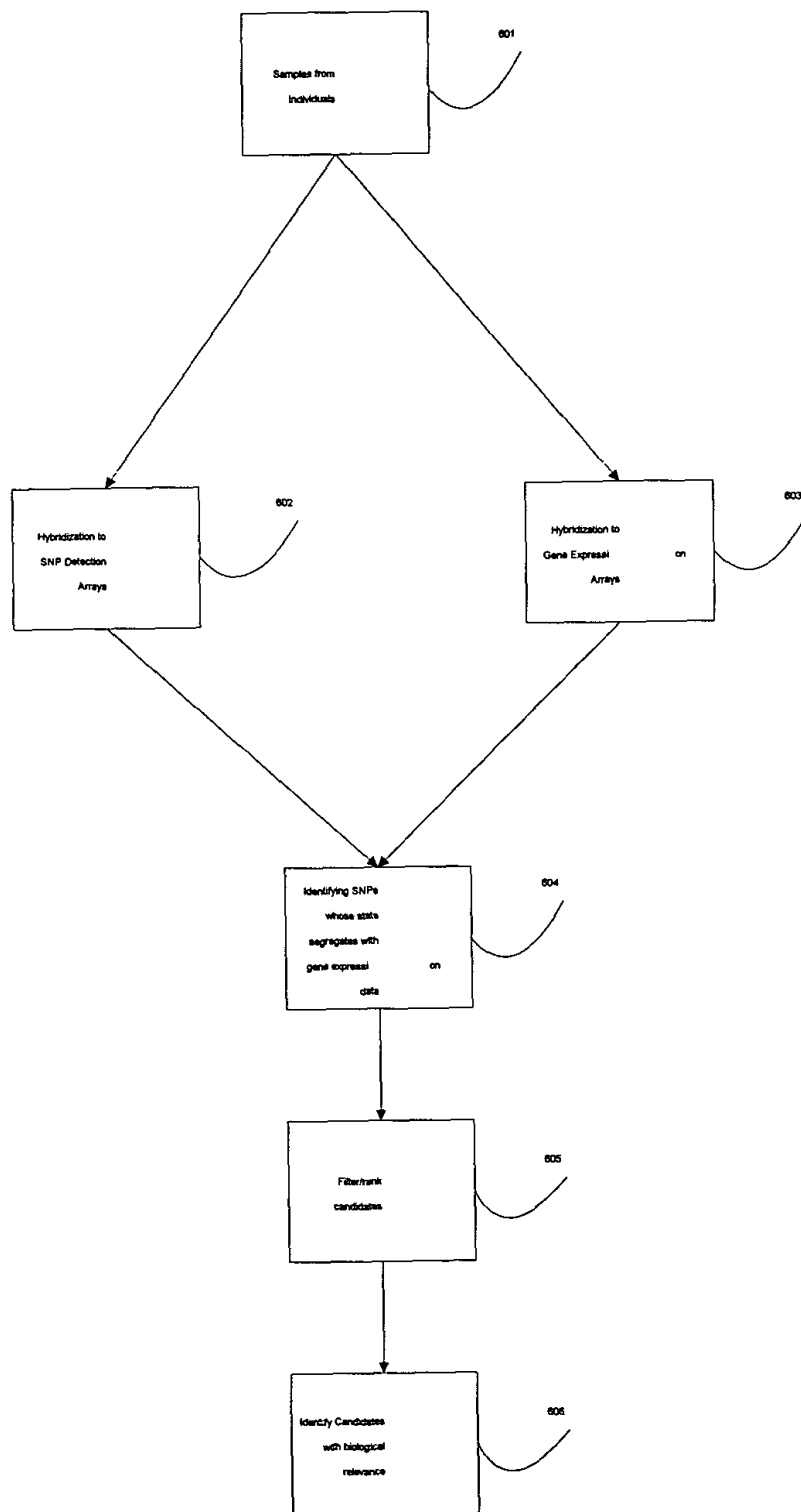 601
Samples from
Individuals
602
Hybridization to
SNP Detection
Arrays
603
Hybridization to
Gene Expressi on
Arrays
604
Identifying SNPs
whose state
segregates with
gene expressi on
data
605
Filter/rank
candidates
606
Identify Candidates
with biological
relevance